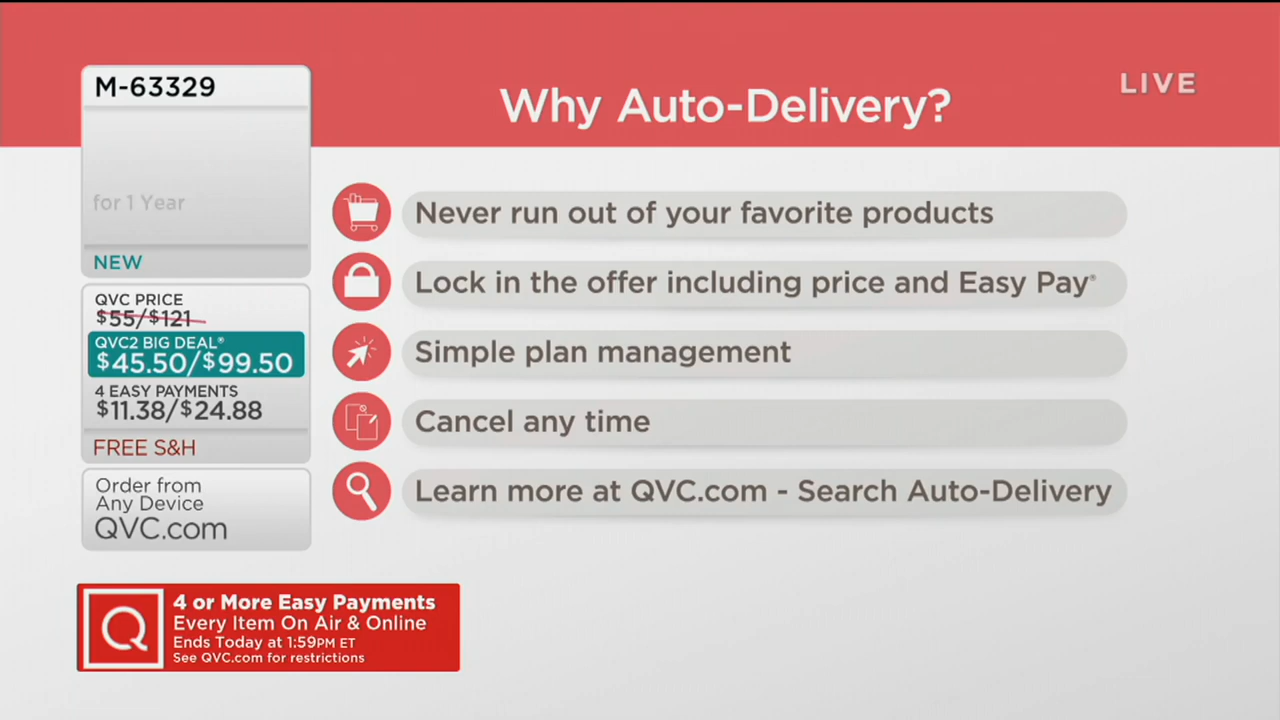 M-63329
for 1 Year
NEW
QVC PRICE
$55/$121
QVC2 BIG DEAL®
$45.50/$99.50
4 EASY PAYMENTS
$11.38/$24.88
FREE S&H
Order from
Any Device
QVC.com
Why Auto-Delivery?
LIVE
Never run out of your favorite products
Lock in the offer including price and Easy Pay®
Simple plan management
Cancel any time
Learn more at QVC.com - Search Auto-Delivery
Q
4 or More Easy Payments
Every Item On Air & Online
Ends Today at 1:59PM ET
See QVC.com for restrictions